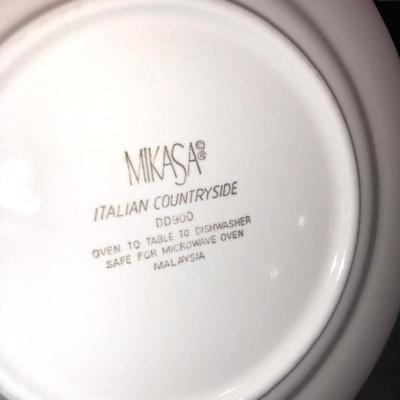 MIKASA©®
ITALIAN COUNTRYSIDE
DD900
OVEN TO TABLE TO DISHWASHER
SAFE FOR MICROWAVE OVEN
MALAYSIA